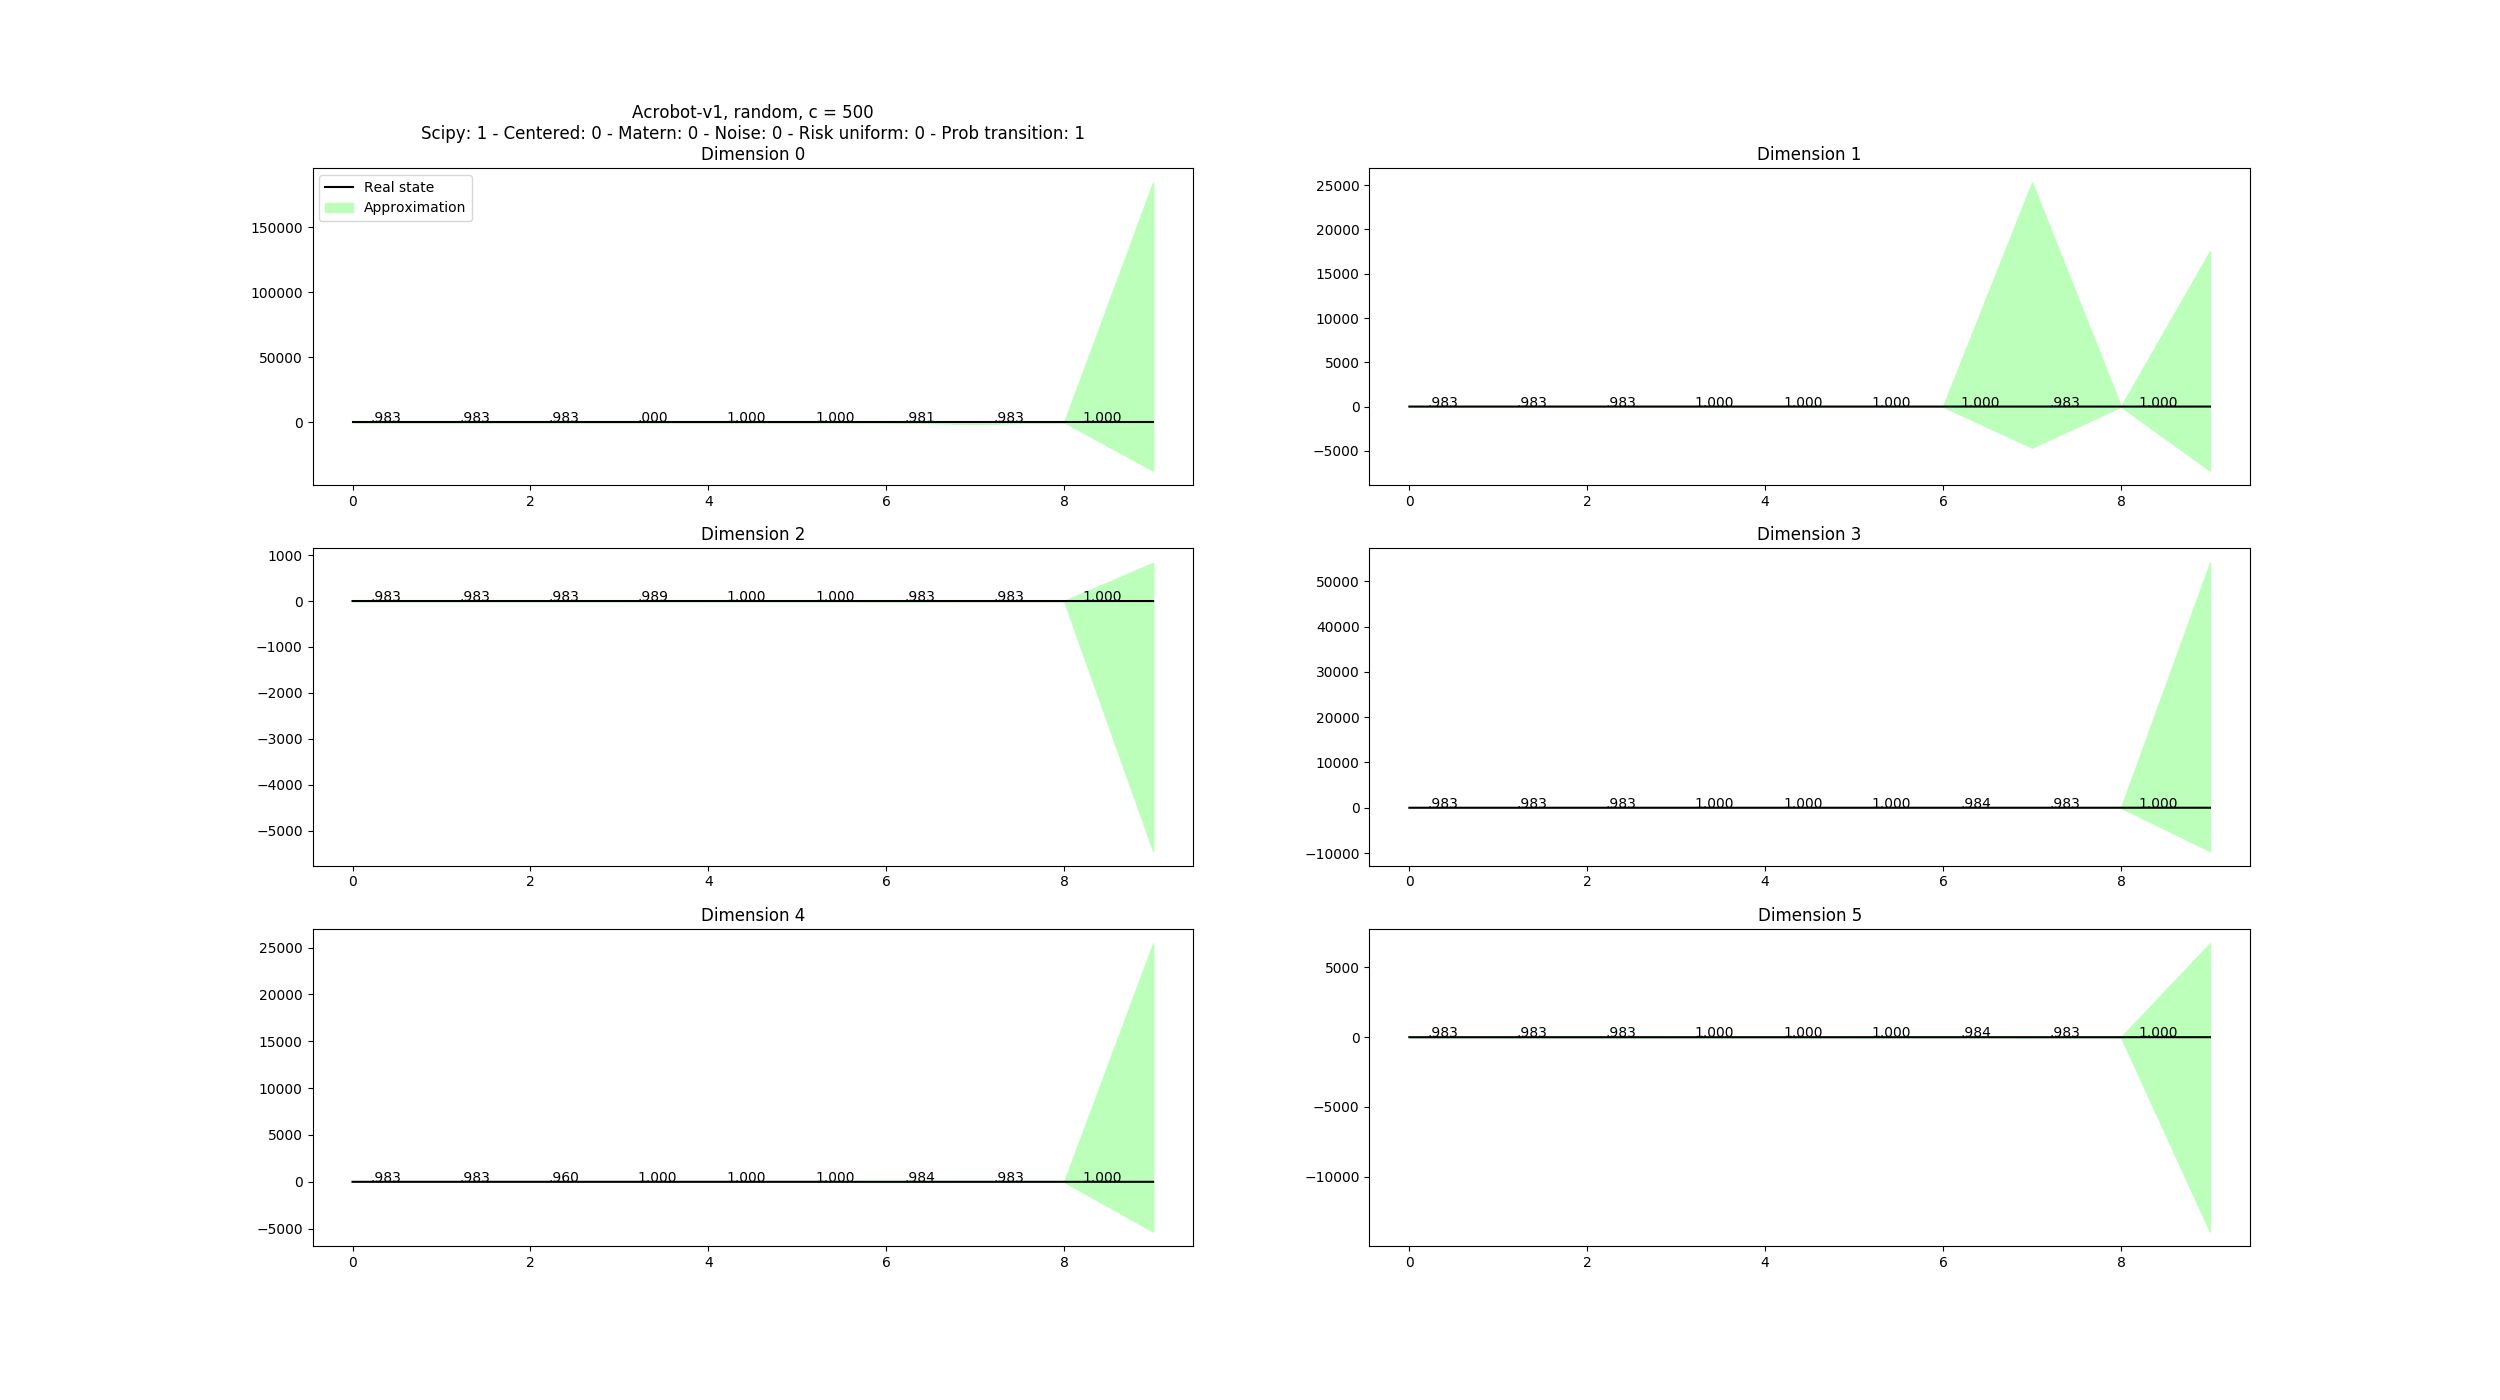 Acrobot-v1, random, c = 500
Scipy: 1 - Centered: 0 - Matern: 0 - Noise: 0 - Risk uniform: 0 - Prob transition: 1
Dimension 0
Real state
Approximation
150000
100000
50000
0
.983 .983 .983 .000 1.000 1.000 .981 .983 1.000
0 2 4 6 8
Dimension 1
25000
20000
15000
10000
5000
0
−5000
.983 .983 .983 1.000 1.000 1.000 1.000 .983 1.000
0 2 4 6 8
Dimension 2
1000
0
−1000
−2000
−3000
−4000
−5000
.983 .983 .983 .989 1.000 1.000 .983 .983 1.000
0 2 4 6 8
Dimension 3
50000
40000
30000
20000
10000
0
−10000
.983 .983 .983 1.000 1.000 1.000 .984 .983 1.000
0 2 4 6 8
Dimension 4
25000
20000
15000
10000
5000
0
−5000
.983 .983 .960 1.000 1.000 1.000 .984 .983 1.000
0 2 4 6 8
Dimension 5
5000
0
−5000
−10000
.983 .983 .983 1.000 1.000 1.000 .984 .983 1.000
0 2 4 6 8